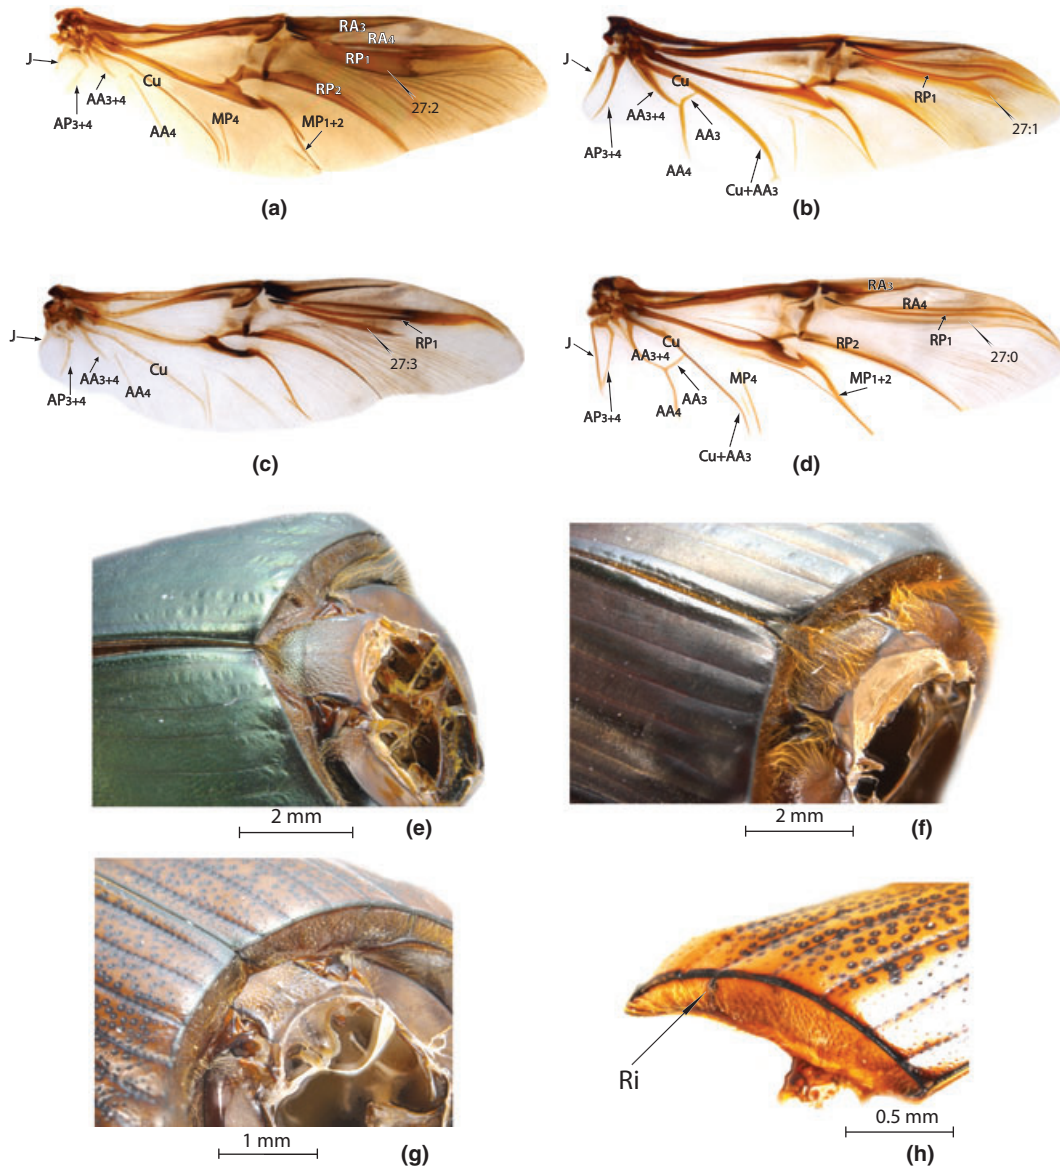 RA3
RA4
J
RP1
Cu
AA3+4
RP2
27:2
AP3+4
AA4
MP4
MP1+2
(a)
J
Cu
RP1
AA3+4
AA3
27:1
AP3+4
AA4
Cu+AA3
(b)
J
RP1
27:3
AA3+4
Cu
AP3+4
AA4
(c)
RA3
RA4
J
Cu
RP2
RP1
AA3+4
27:0
AA3
MP4
MP1+2
AP3+4
AA4
Cu+AA3
(d)
2 mm
(e)
2 mm
(f)
1 mm
(g)
Ri
0.5 mm
(h)